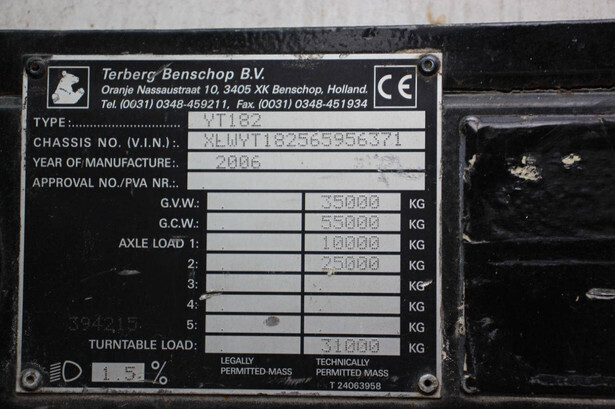 Terberg Benschop B.V.
Oranje Nassaustraat 10, 3405 XK Benschop, Holland.
Tel. (0031) 0348-459211, Fax. (0031) 0348-451934
CE
TYPE:........................ YT182
CHASSIS NO. (V.I.N.) :. XLWYT182565956371
YEAR OF MANUFACTURE:. 2006
APPROVAL NO./PVA NR.:.
G.V.W.: 35000 KG
G.C.W.: 55000 KG
AXLE LOAD 1: 10000 KG
2: 25000 KG
3: KG
4: KG
394215 5: KG
TURNTABLE LOAD: 31000 KG
1.5. % LEGALLY PERMITTED MASS TECHNICALLY PERMITTED MASS
T 24063958